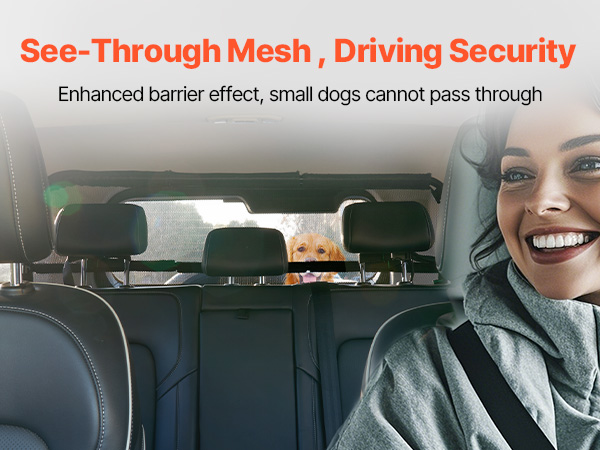 See-Through Mesh , Driving Security
Enhanced barrier effect, small dogs cannot pass through